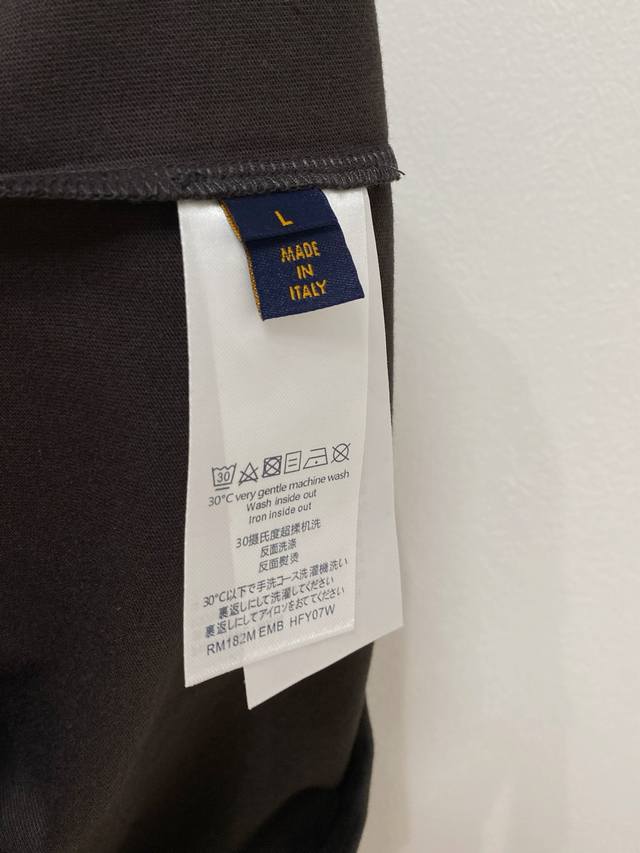 L
MADE
IN
ITALY
30
30°C very gentle machine wash
Wash inside out
Iron inside out
30摄氏度超揉机洗
反面洗涤
反面熨烫
30℃以下で手洗コース洗濯機洗い
裏返しにして洗濯してください
裏返しにしてアイロンをおててください
RM182M EMB HFY07W